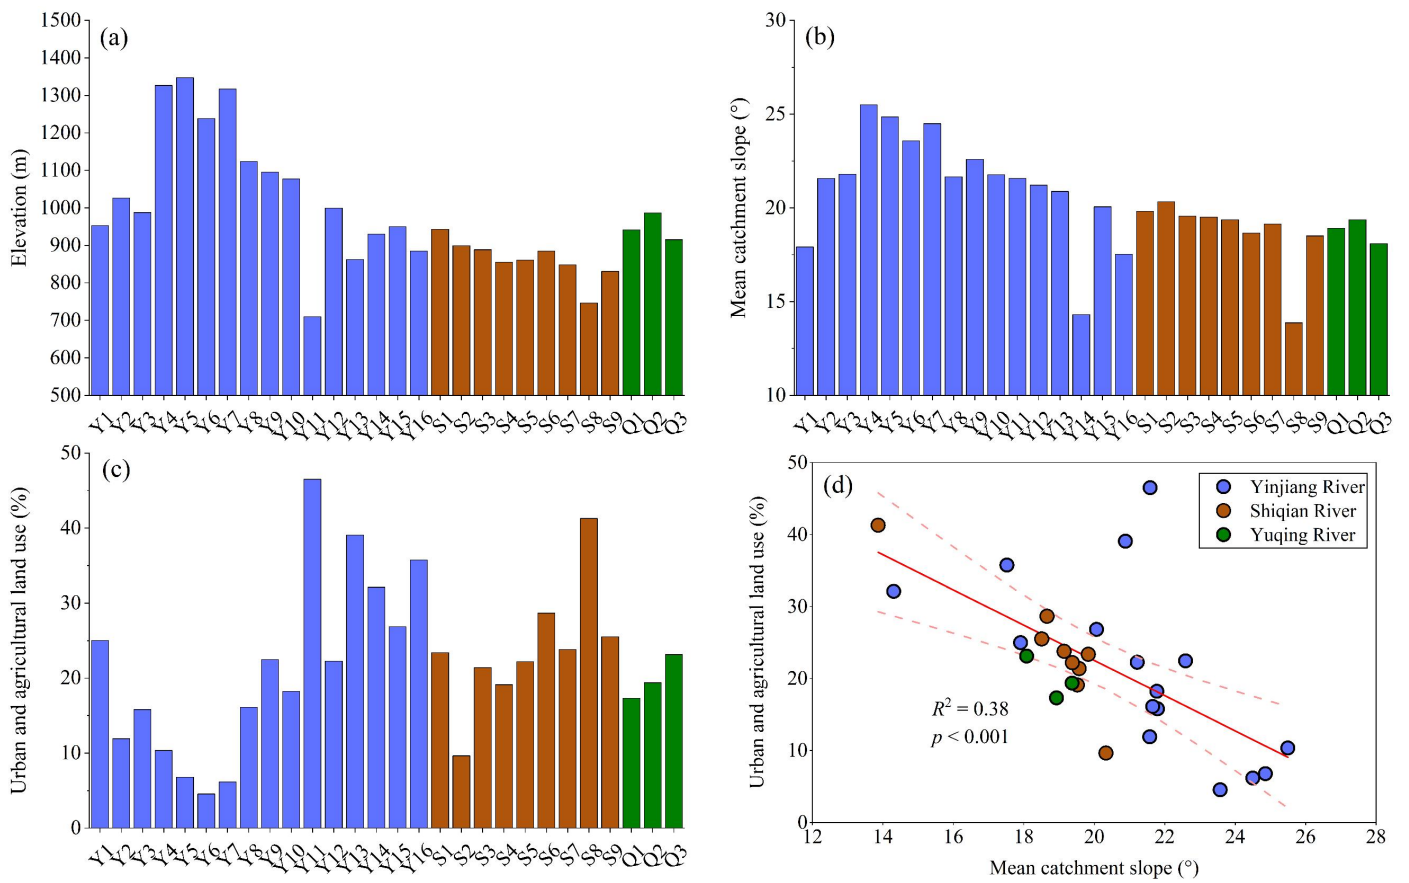 (a)
Elevation (m)
1500
1400
1300
1200
1100
1000
900
800
700
600
500
Y1 Y2 Y3 Y4 Y5 Y6 Y7 Y8 Y9 Y10 Y11 Y12 Y13 Y14 Y15 Y16 S1 S2 S3 S4 S5 S6 S7 S8 S9 Q1 Q2 Q3
(b)
Mean catchment slope (°)
30
25
20
15
10
Y1 Y2 Y3 Y4 Y5 Y6 Y7 Y8 Y9 Y10 Y11 Y12 Y13 Y14 Y15 Y16 S1 S2 S3 S4 S5 S6 S7 S8 S9 Q1 Q2 Q3
(c)
Urban and agricultural land use (%)
50
40
30
20
10
0
Y1 Y2 Y3 Y4 Y5 Y6 Y7 Y8 Y9 Y10 Y11 Y12 Y13 Y14 Y15 Y16 S1 S2 S3 S4 S5 S6 S7 S8 S9 Q1 Q2 Q3
(d)
Urban and agricultural land use (%)
50
40
30
20
10
0
Yinjiang River
Shiqian River
Yuqing River
R² = 0.38
p < 0.001
12 14 16 18 20 22 24 26 28
Mean catchment slope (°)